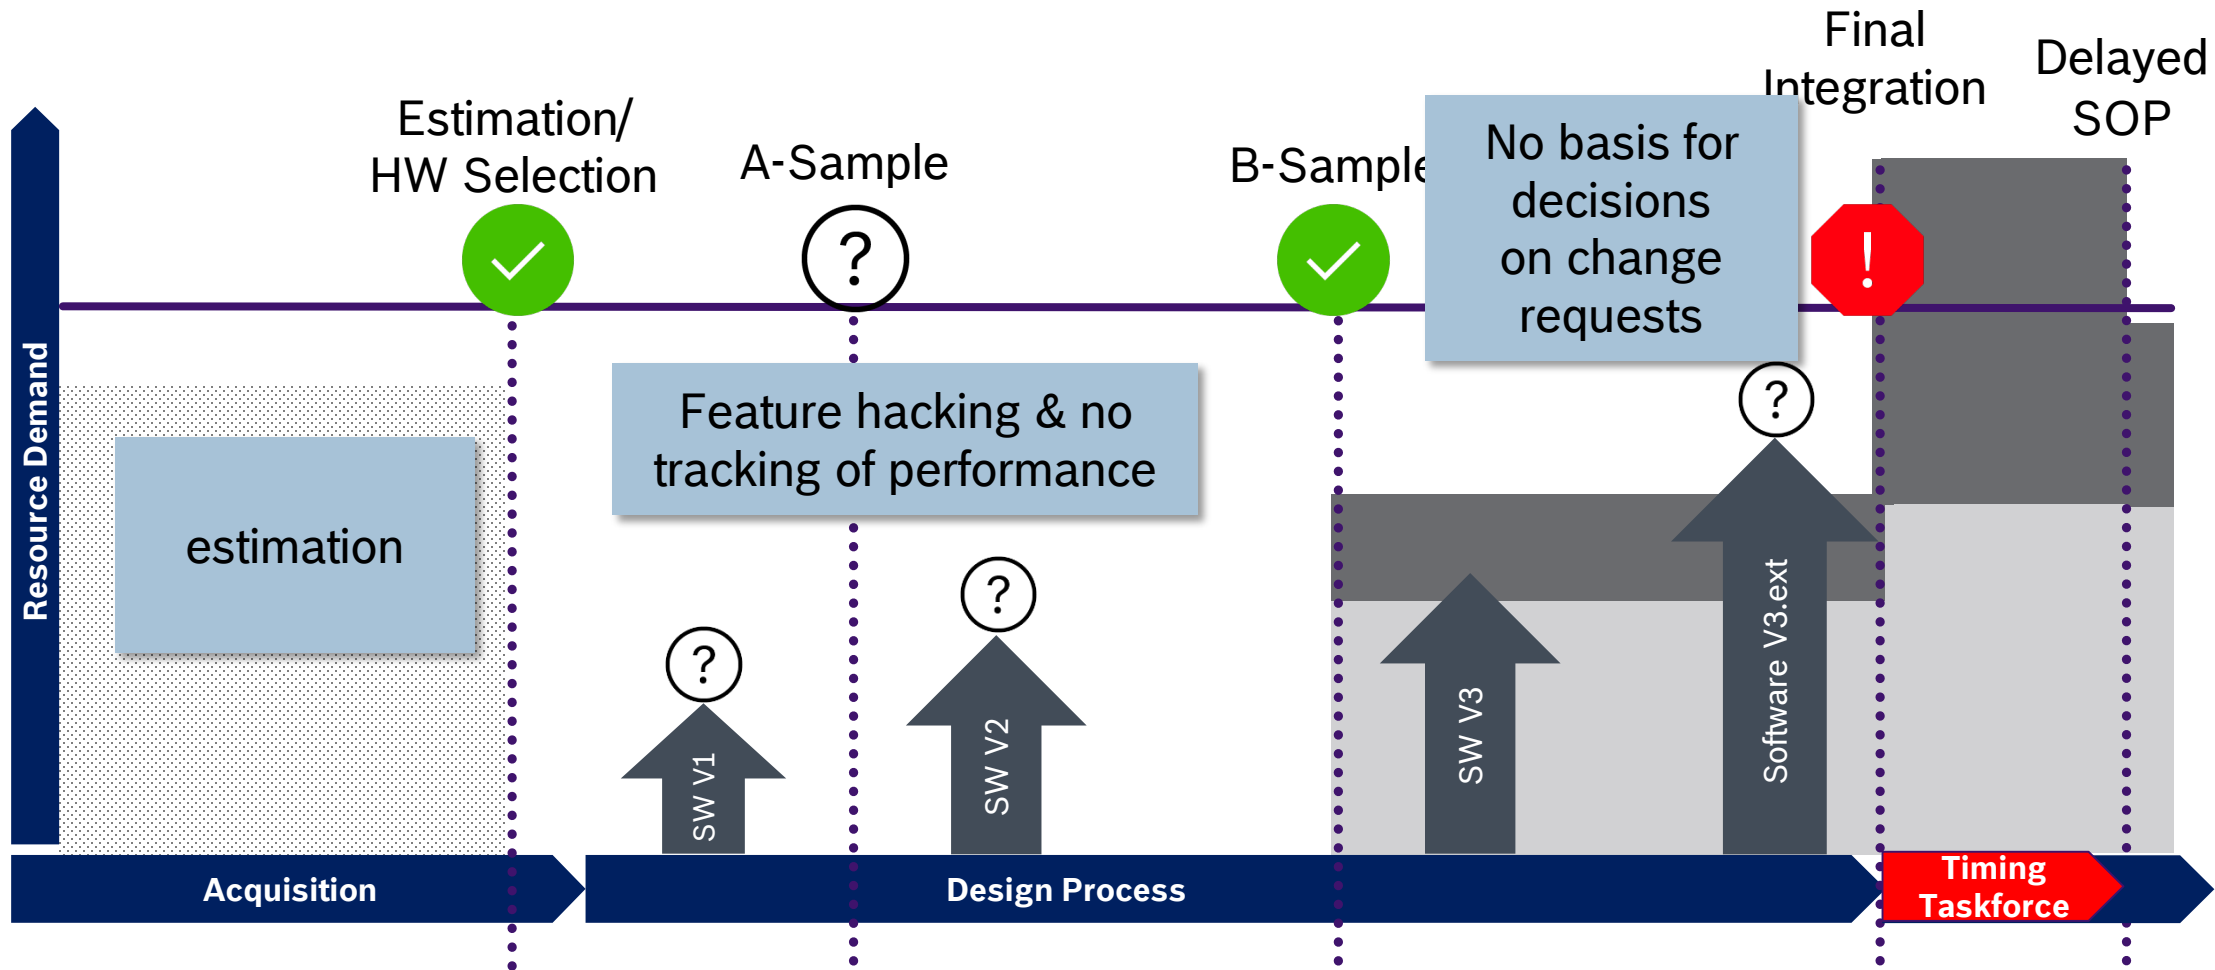 Final
Integration
Delayed
SOP
Estimation/
HW Selection
A-Sample
B-Sample
No basis for
decisions
on change
requests
?
!
Resource Demand
estimation
Feature hacking & no
tracking of performance
?
?
?
SW V1
SW V2
SW V3
Software V3.ext
Acquisition
Design Process
Timing
Taskforce